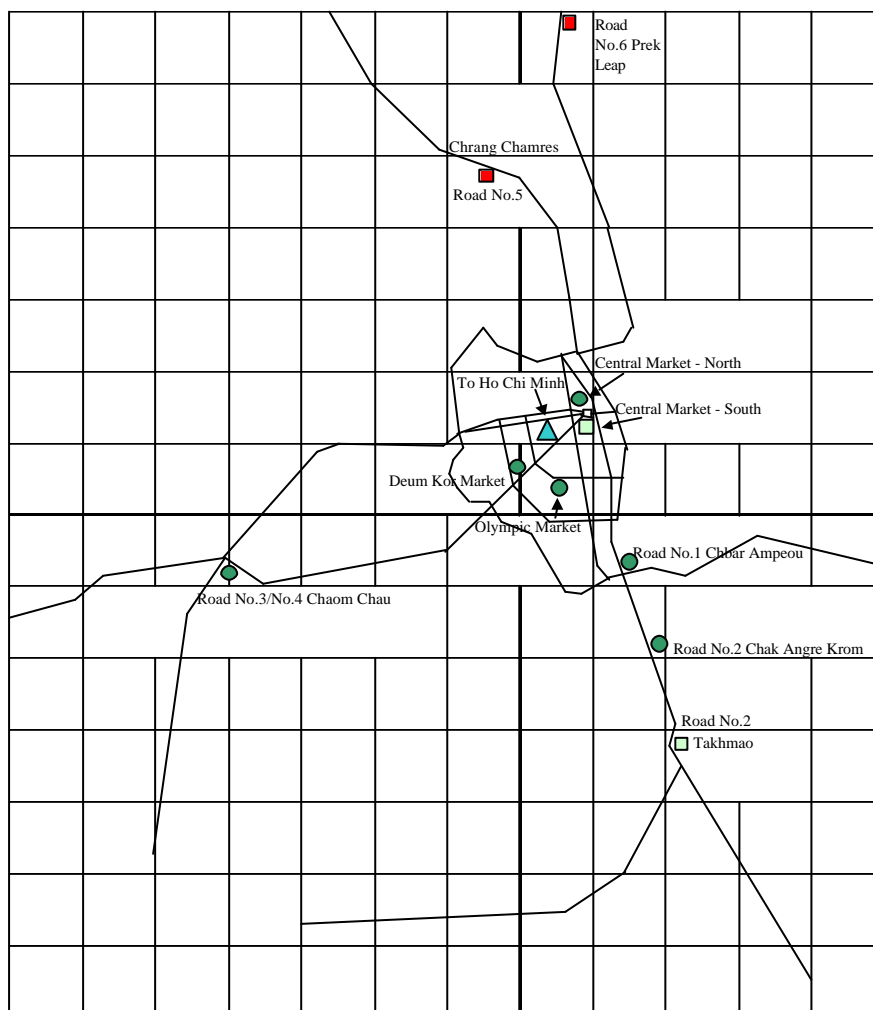 Road
No.6 Prek
Leap
Chrang Chamres
Road No.5
Central Market - North
To Ho Chi Minh
Central Market - South
Deum Kor Market
Olympic Market
Road No.1 Chbar Ampeou
Road No.3/No.4 Chaom Chau
Road No.2 Chak Angre Krom
Road No.2
Takhmao